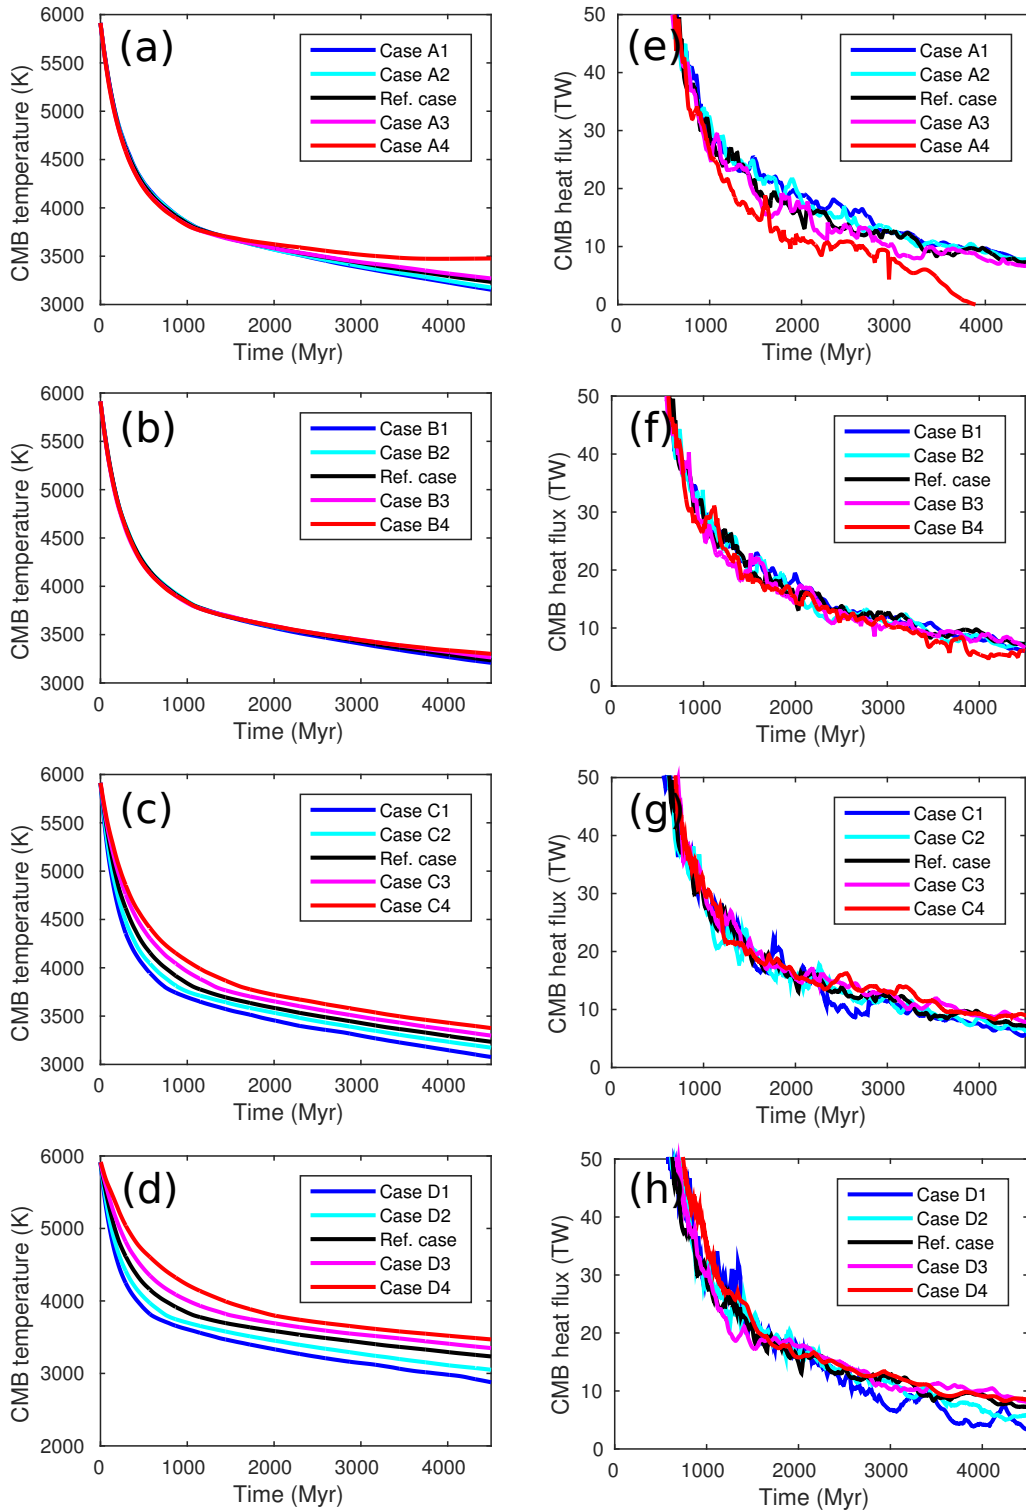 (a)
CMB temperature (K)
6000
5500
5000
4500
4000
3500
3000
Case A1
Case A2
Ref. case
Case A3
Case A4
0 1000 2000 3000 4000
Time (Myr)
(e)
CMB heat flux (TW)
50
40
30
20
10
0
Case A1
Case A2
Ref. case
Case A3
Case A4
0 1000 2000 3000 4000
Time (Myr)
(b)
CMB temperature (K)
6000
5500
5000
4500
4000
3500
3000
Case B1
Case B2
Ref. case
Case B3
Case B4
0 1000 2000 3000 4000
Time (Myr)
(f)
CMB heat flux (TW)
50
40
30
20
10
0
Case B1
Case B2
Ref. case
Case B3
Case B4
0 1000 2000 3000 4000
Time (Myr)
(c)
CMB temperature (K)
6000
5500
5000
4500
4000
3500
3000
Case C1
Case C2
Ref. case
Case C3
Case C4
0 1000 2000 3000 4000
Time (Myr)
(g)
CMB heat flux (TW)
50
40
30
20
10
0
Case C1
Case C2
Ref. case
Case C3
Case C4
0 1000 2000 3000 4000
Time (Myr)
(d)
CMB temperature (K)
6000
5000
4000
3000
2000
Case D1
Case D2
Ref. case
Case D3
Case D4
0 1000 2000 3000 4000
Time (Myr)
(h)
CMB heat flux (TW)
50
40
30
20
10
0
Case D1
Case D2
Ref. case
Case D3
Case D4
0 1000 2000 3000 4000
Time (Myr)